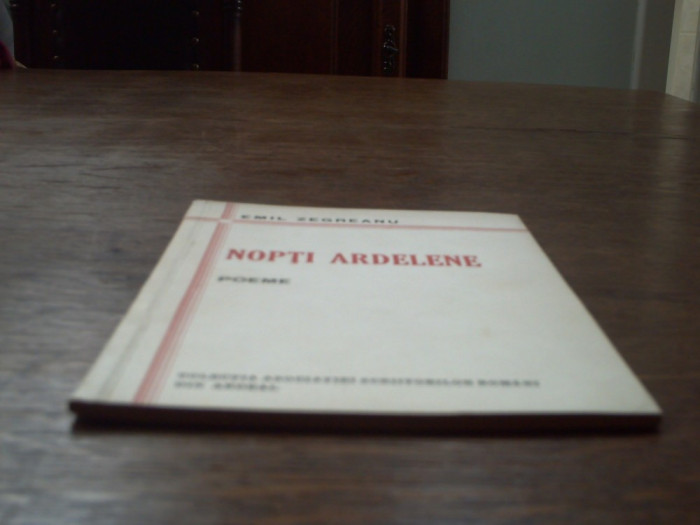 EMIL ZEGREANU
NOPȚI ARDELENE
POEME
COLECȚIA ASOCIAȚIEI SCRIITORILOR ROMÂNI
DIN ARDEAL